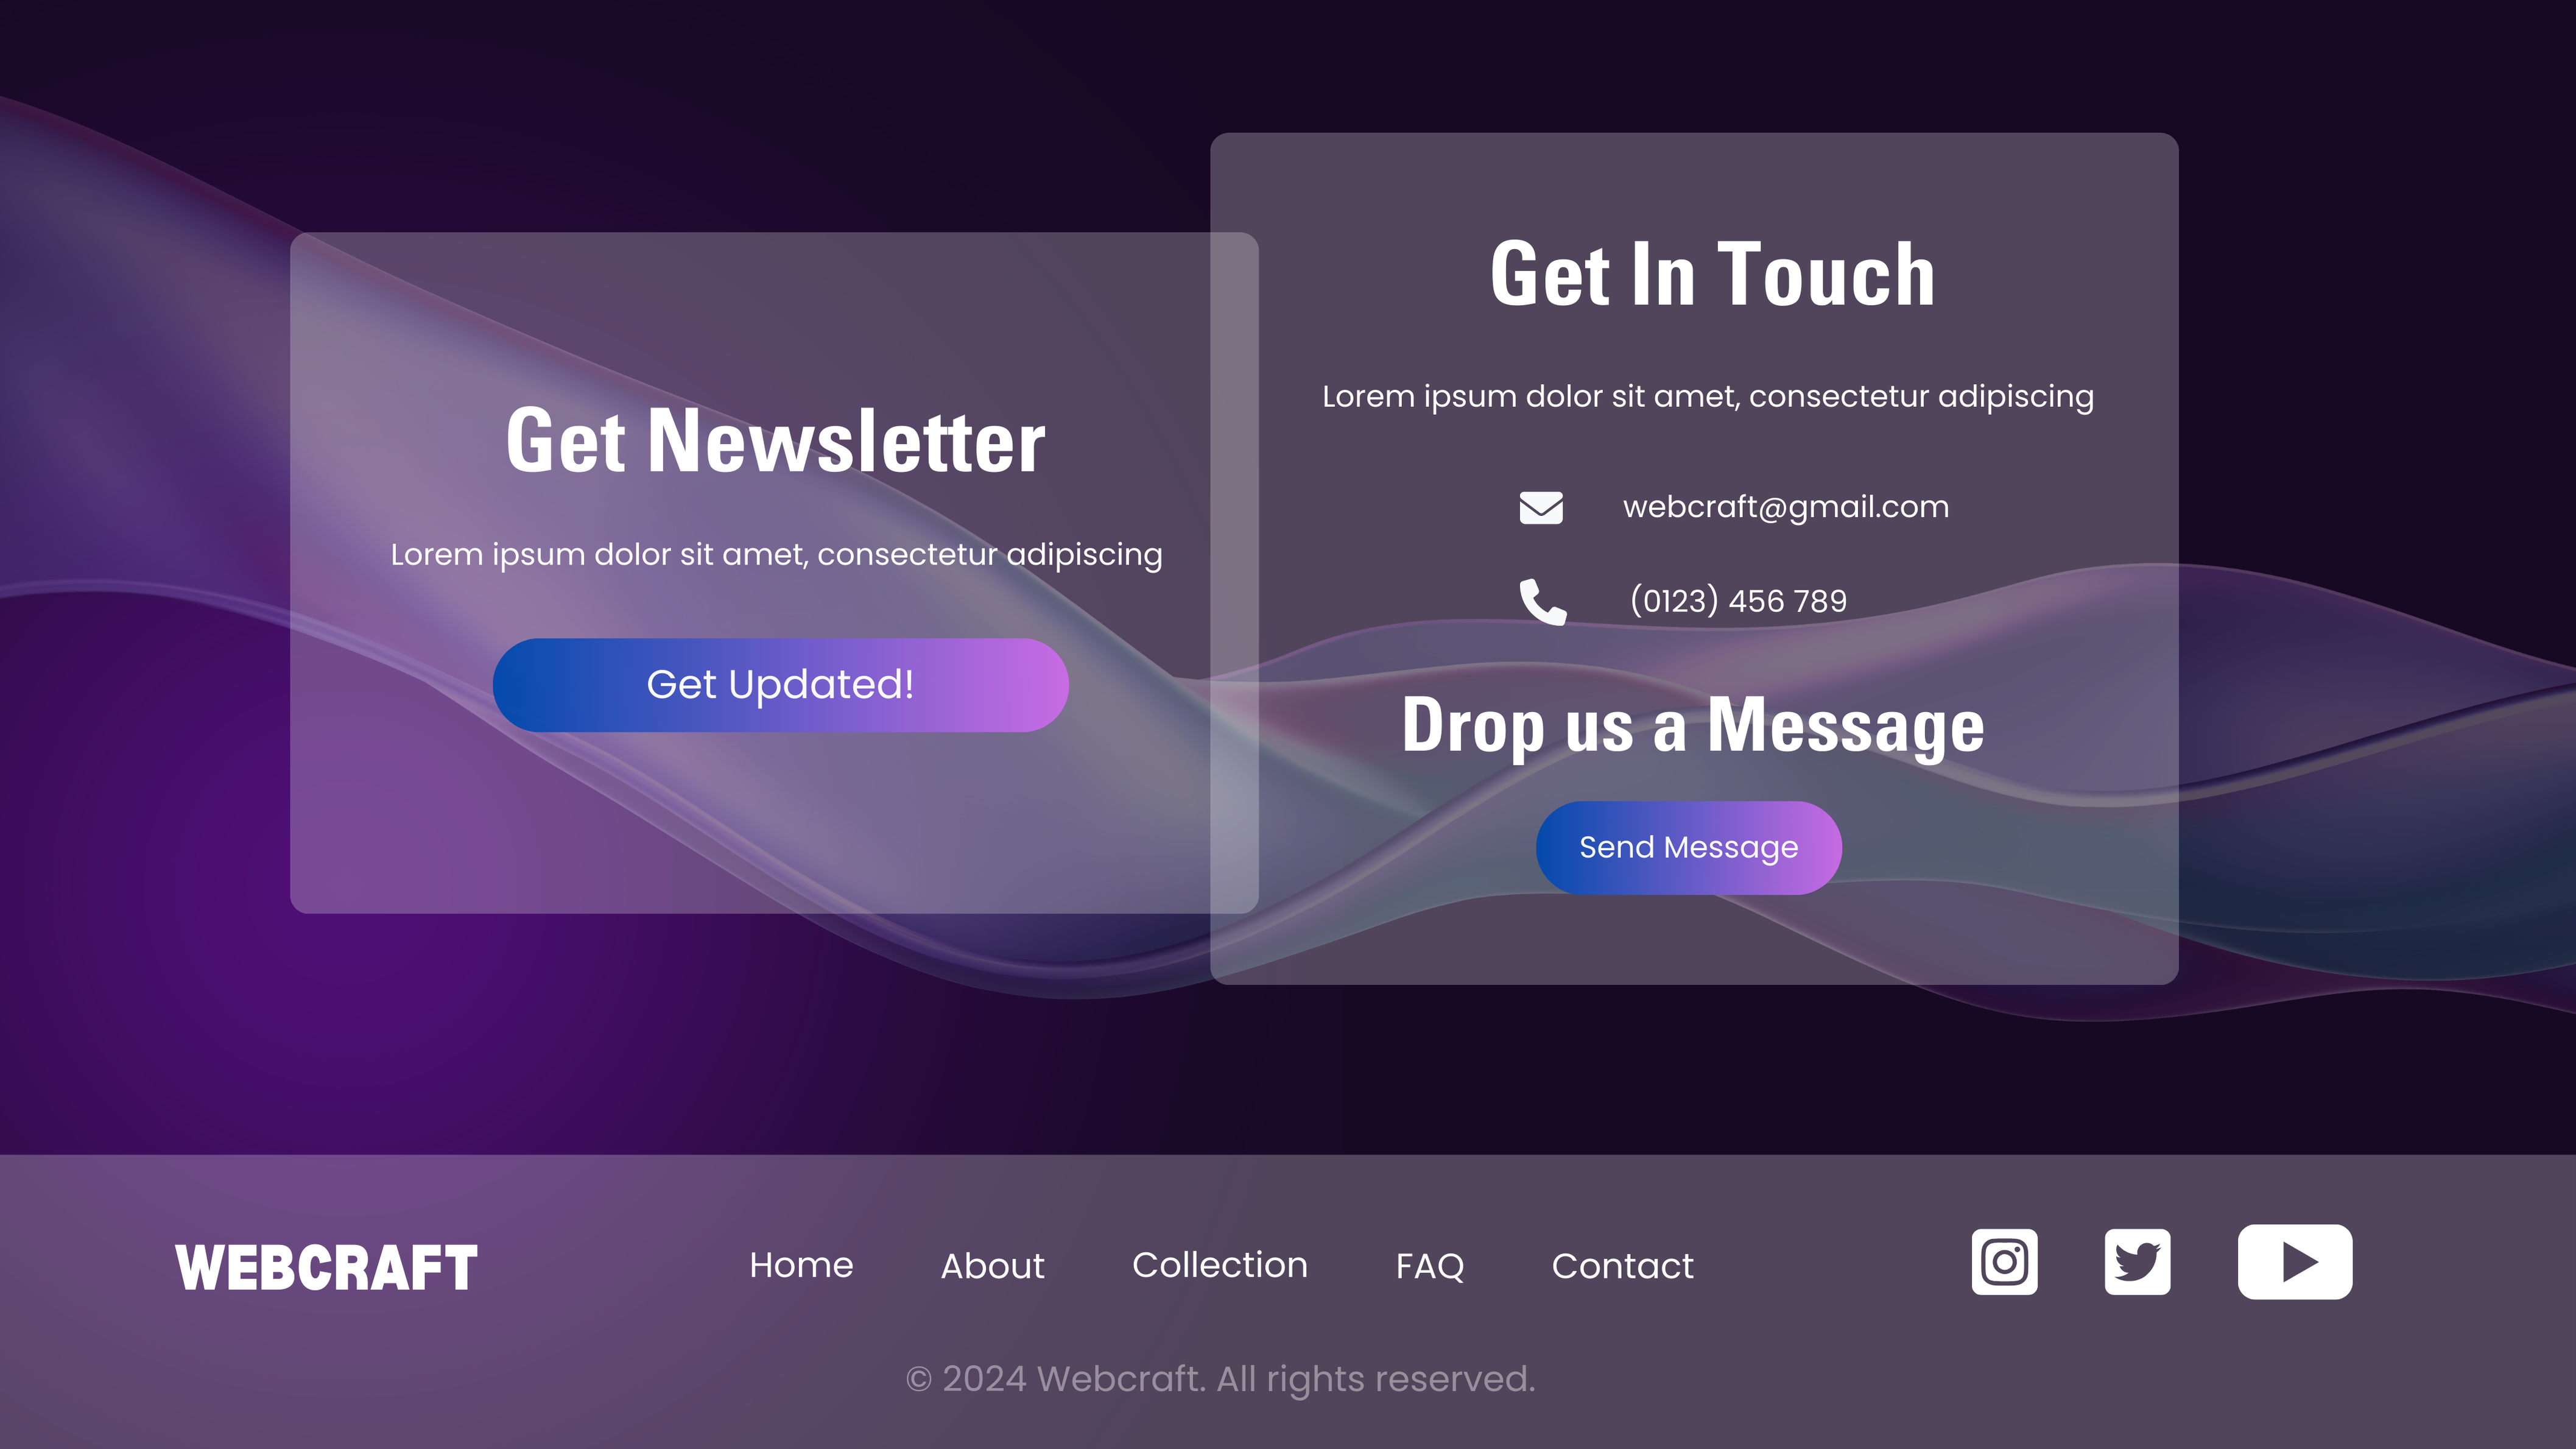 Get Newsletter
Lorem ipsum dolor sit amet, consectetur adipiscing
Get Updated!
Get In Touch
Lorem ipsum dolor sit amet, consectetur adipiscing
webcraft@gmail.com
(0123) 456 789
Drop us a Message
Send Message
WEBCRAFT
Home About Collection FAQ Contact
© 2024 Webcraft. All rights reserved.